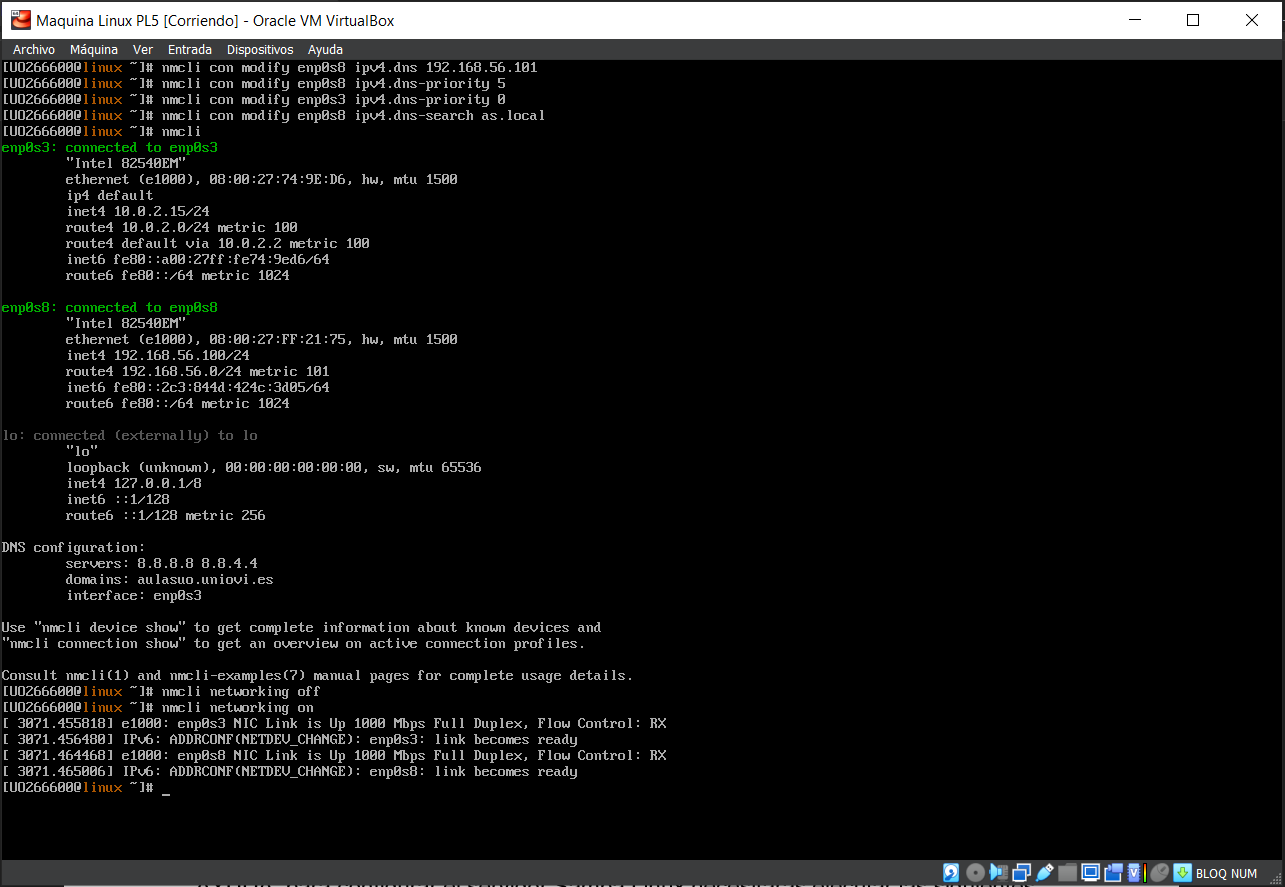 Maquina Linux PL5 [Corriendo] - Oracle VM VirtualBox
Archivo Máquina Ver Entrada Dispositivos Ayuda
[UO266600@linux ~]# nmcli con modify enp0s8 ipv4.dns 192.168.56.101
[UO266600@linux ~]# nmcli con modify enp0s8 ipv4.dns-priority 5
[UO266600@linux ~]# nmcli con modify enp0s3 ipv4.dns-priority 0
[UO266600@linux ~]# nmcli con modify enp0s8 ipv4.dns-search as.local
[UO266600@linux ~]# nmcli
enp0s3: connected to enp0s3
"Intel 82540EM"
ethernet (e1000), 08:00:27:74:9E:D6, hw, mtu 1500
ip4 default
inet4 10.0.2.15/24
route4 10.0.2.0/24 metric 100
route4 default via 10.0.2.2 metric 100
inet6 fe80::a00:27ff:fe74:9ed6/64
route6 fe80::/64 metric 1024
enp0s8: connected to enp0s8
"Intel 82540EM"
ethernet (e1000), 08:00:27:FF:21:75, hw, mtu 1500
inet4 192.168.56.100/24
route4 192.168.56.0/24 metric 101
inet6 fe80::2c3:844d:424c:3d05/64
route6 fe80::/64 metric 1024
lo: connected (externally) to lo
"lo"
loopback (unknown), 00:00:00:00:00:00, sw, mtu 65536
inet4 127.0.0.1/8
inet6 ::1/128
route6 ::1/128 metric 256
DNS configuration:
servers: 8.8.8.8 8.8.4.4
domains: aulasuo.uniovi.es
interface: enp0s3
Use "nmcli device show" to get complete information about known devices and
"nmcli connection show" to get an overview on active connection profiles.
Consult nmcli(1) and nmcli-examples(7) manual pages for complete usage details.
[UO266600@linux ~]# nmcli networking off
[UO266600@linux ~]# nmcli networking on
[ 3071.455818] e1000: enp0s3 NIC Link is Up 1000 Mbps Full Duplex, Flow Control: RX
[ 3071.456480] IPv6: ADDRCONF(NETDEV_CHANGE): enp0s3: link becomes ready
[ 3071.464468] e1000: enp0s8 NIC Link is Up 1000 Mbps Full Duplex, Flow Control: RX
[ 3071.465006] IPv6: ADDRCONF(NETDEV_CHANGE): enp0s8: link becomes ready
[UO266600@linux ~]# _
BLOQ NUM